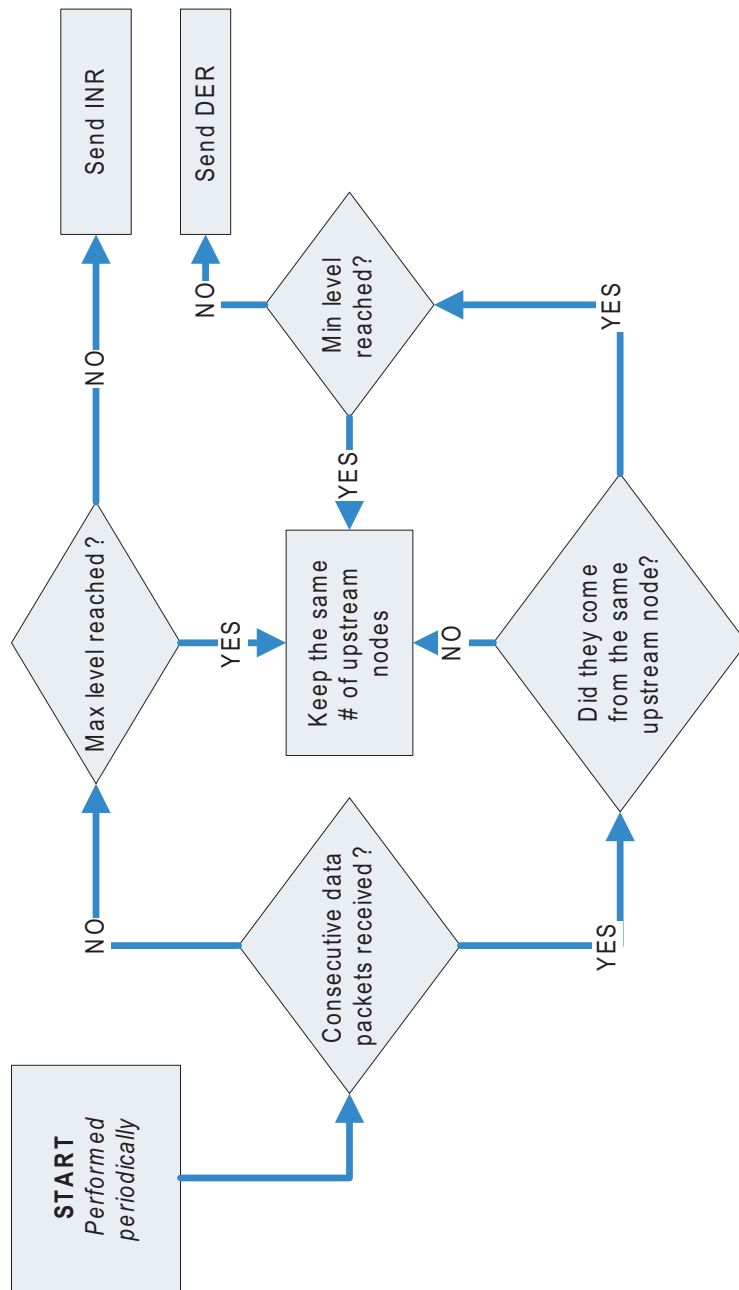 START
Performed
periodically
Consecutive data
packets received?
NO
Max level reached?
NO
Send INR
YES
Keep the same
# of upstream
nodes
YES
Did they come
from the same
upstream node?
NO
YES
Min level
reached?
YES
NO
Send DER